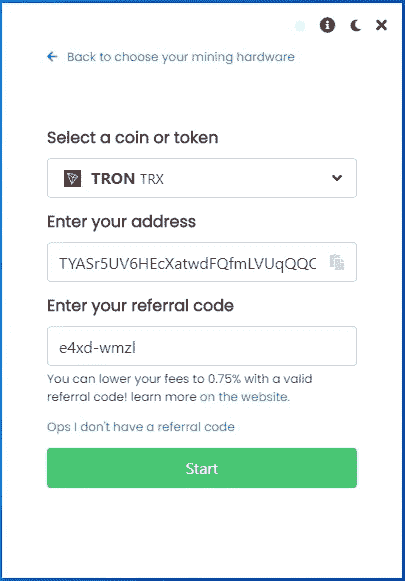 Back to choose your mining hardware
Select a coin or token
TRON TRX
Enter your address
TYASr5UV6HEcXatwdFQfmLVUqQQC
Enter your referral code
e4xd-wmzl
You can lower your fees to 0.75% with a valid
referral code! learn more on the website.
Ops I don't have a referral code
Start